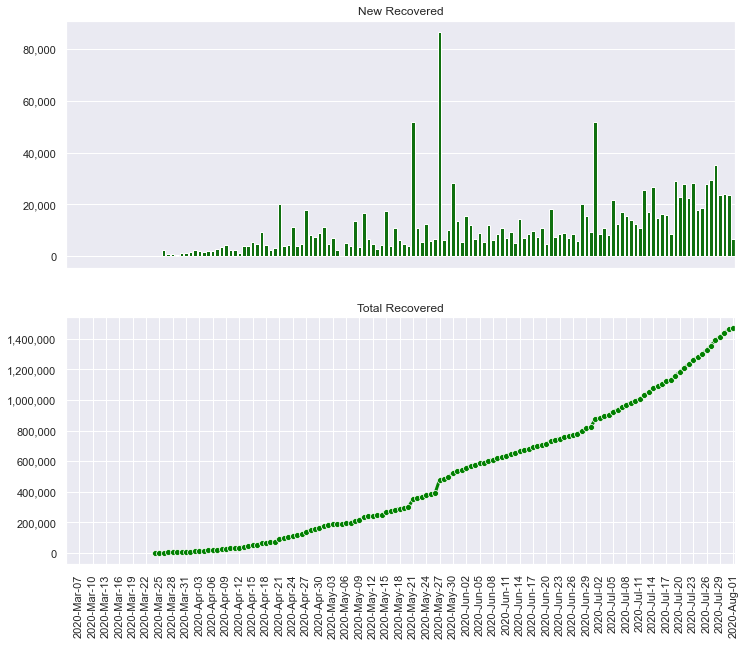 New Recovered
80,000
60,000
40,000
20,000
0
Total Recovered
1,400,000
1,200,000
1,000,000
800,000
600,000
400,000
200,000
0
2020-Mar-07
2020-Mar-10
2020-Mar-13
2020-Mar-16
2020-Mar-19
2020-Mar-22
2020-Mar-25
2020-Mar-28
2020-Mar-31
2020-Apr-03
2020-Apr-06
2020-Apr-09
2020-Apr-12
2020-Apr-15
2020-Apr-18
2020-Apr-21
2020-Apr-24
2020-Apr-27
2020-Apr-30
2020-May-03
2020-May-06
2020-May-09
2020-May-12
2020-May-15
2020-May-18
2020-May-21
2020-May-24
2020-May-27
2020-May-30
2020-Jun-02
2020-Jun-05
2020-Jun-08
2020-Jun-11
2020-Jun-14
2020-Jun-17
2020-Jun-20
2020-Jun-23
2020-Jun-26
2020-Jun-29
2020-Jul-02
2020-Jul-05
2020-Jul-08
2020-Jul-11
2020-Jul-14
2020-Jul-17
2020-Jul-20
2020-Jul-23
2020-Jul-26
2020-Jul-29
2020-Aug-01